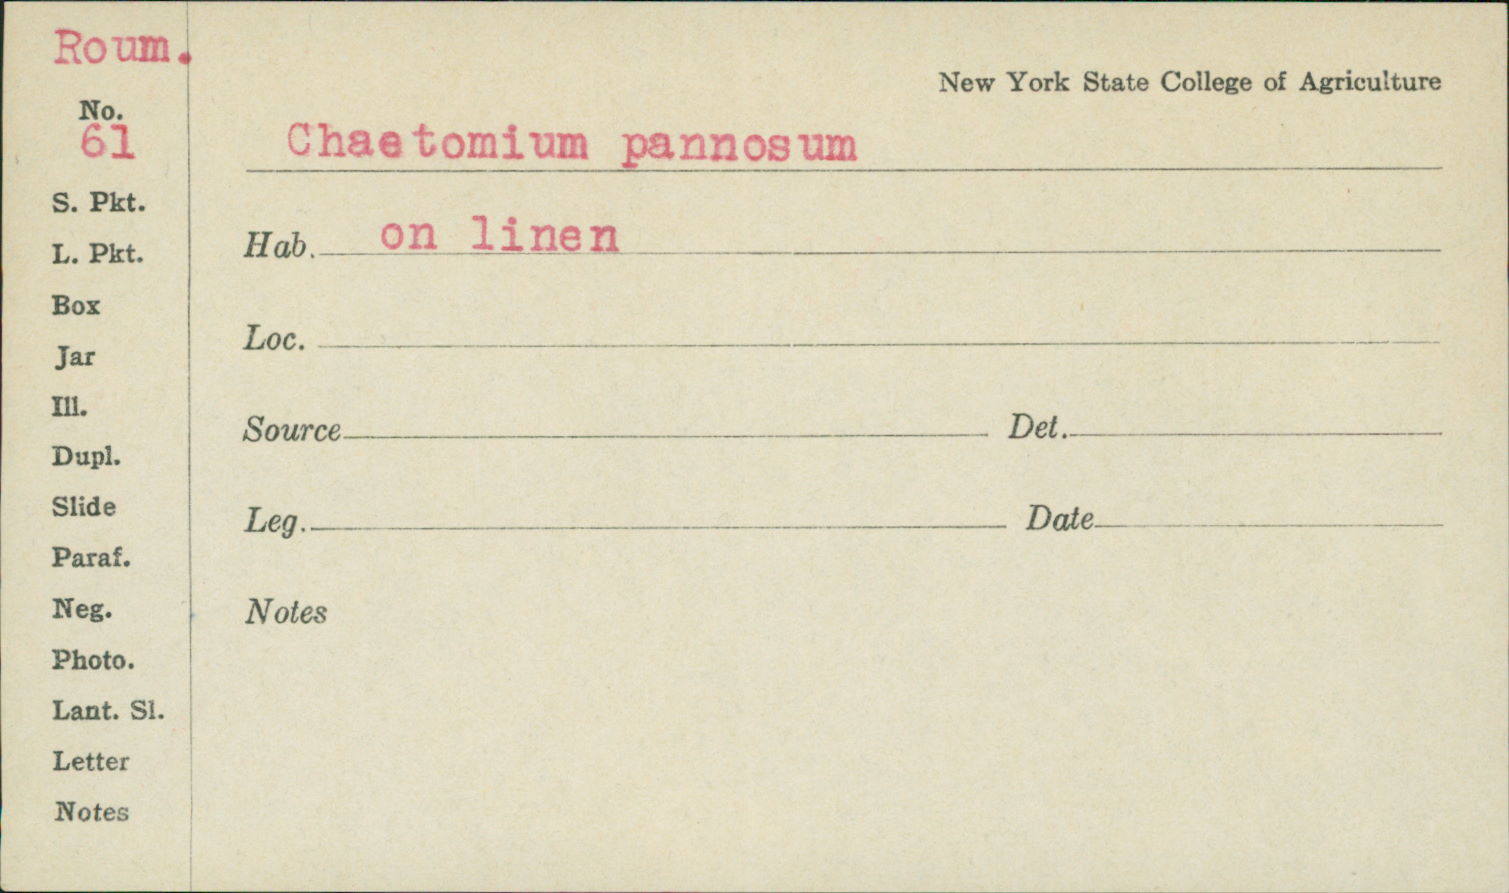 Roum.
New York State College of Agriculture
No.
61
Chaetomium pannosum
S. Pkt.
Hab. on linen
L. Pkt.
Box
Loc.
Jar
Ill.
Source Det.
Dupl.
Slide
Leg. Date
Paraf.
Neg.
Notes
Photo.
Lant. Sl.
Letter
Notes